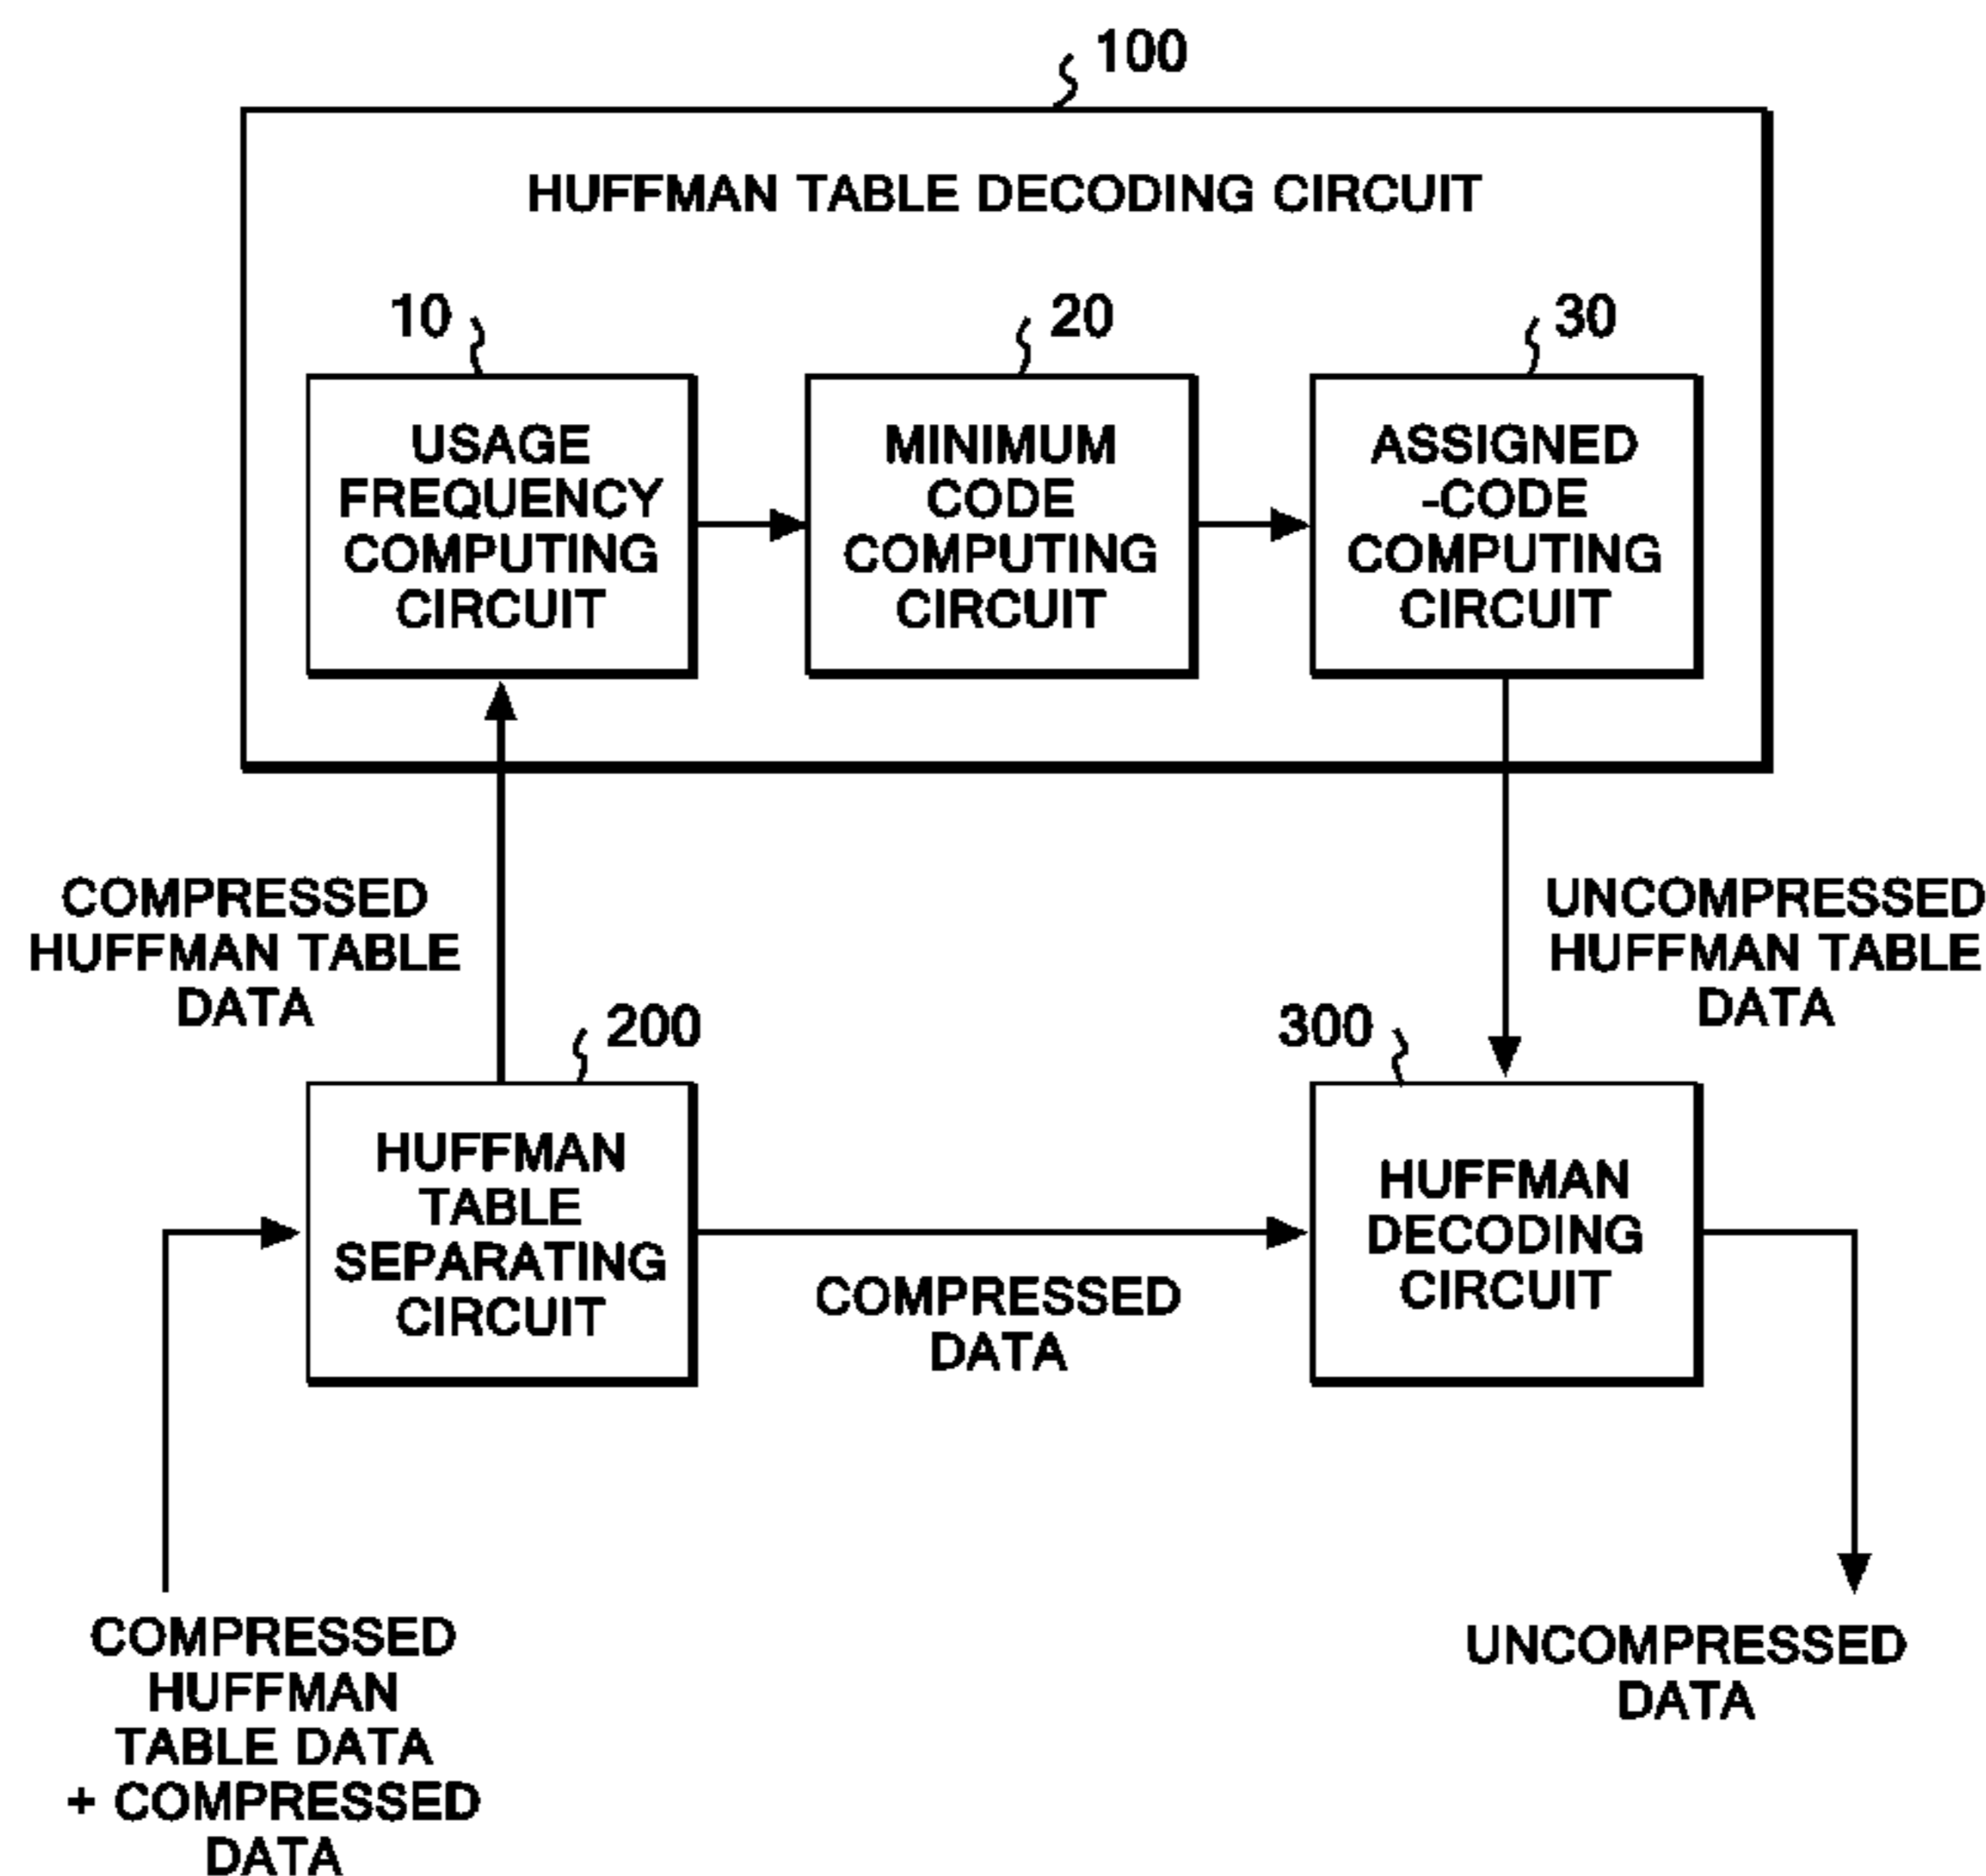 100
HUFFMAN TABLE DECODING CIRCUIT
10
20
30
USAGE
FREQUENCY
COMPUTING
CIRCUIT
MINIMUM
CODE
COMPUTING
CIRCUIT
ASSIGNED
-CODE
COMPUTING
CIRCUIT
COMPRESSED
HUFFMAN TABLE
DATA
UNCOMPRESSED
HUFFMAN TABLE
DATA
200
300
HUFFMAN
TABLE
SEPARATING
CIRCUIT
COMPRESSED
DATA
HUFFMAN
DECODING
CIRCUIT
COMPRESSED
HUFFMAN
TABLE DATA
+ COMPRESSED
DATA
UNCOMPRESSED
DATA